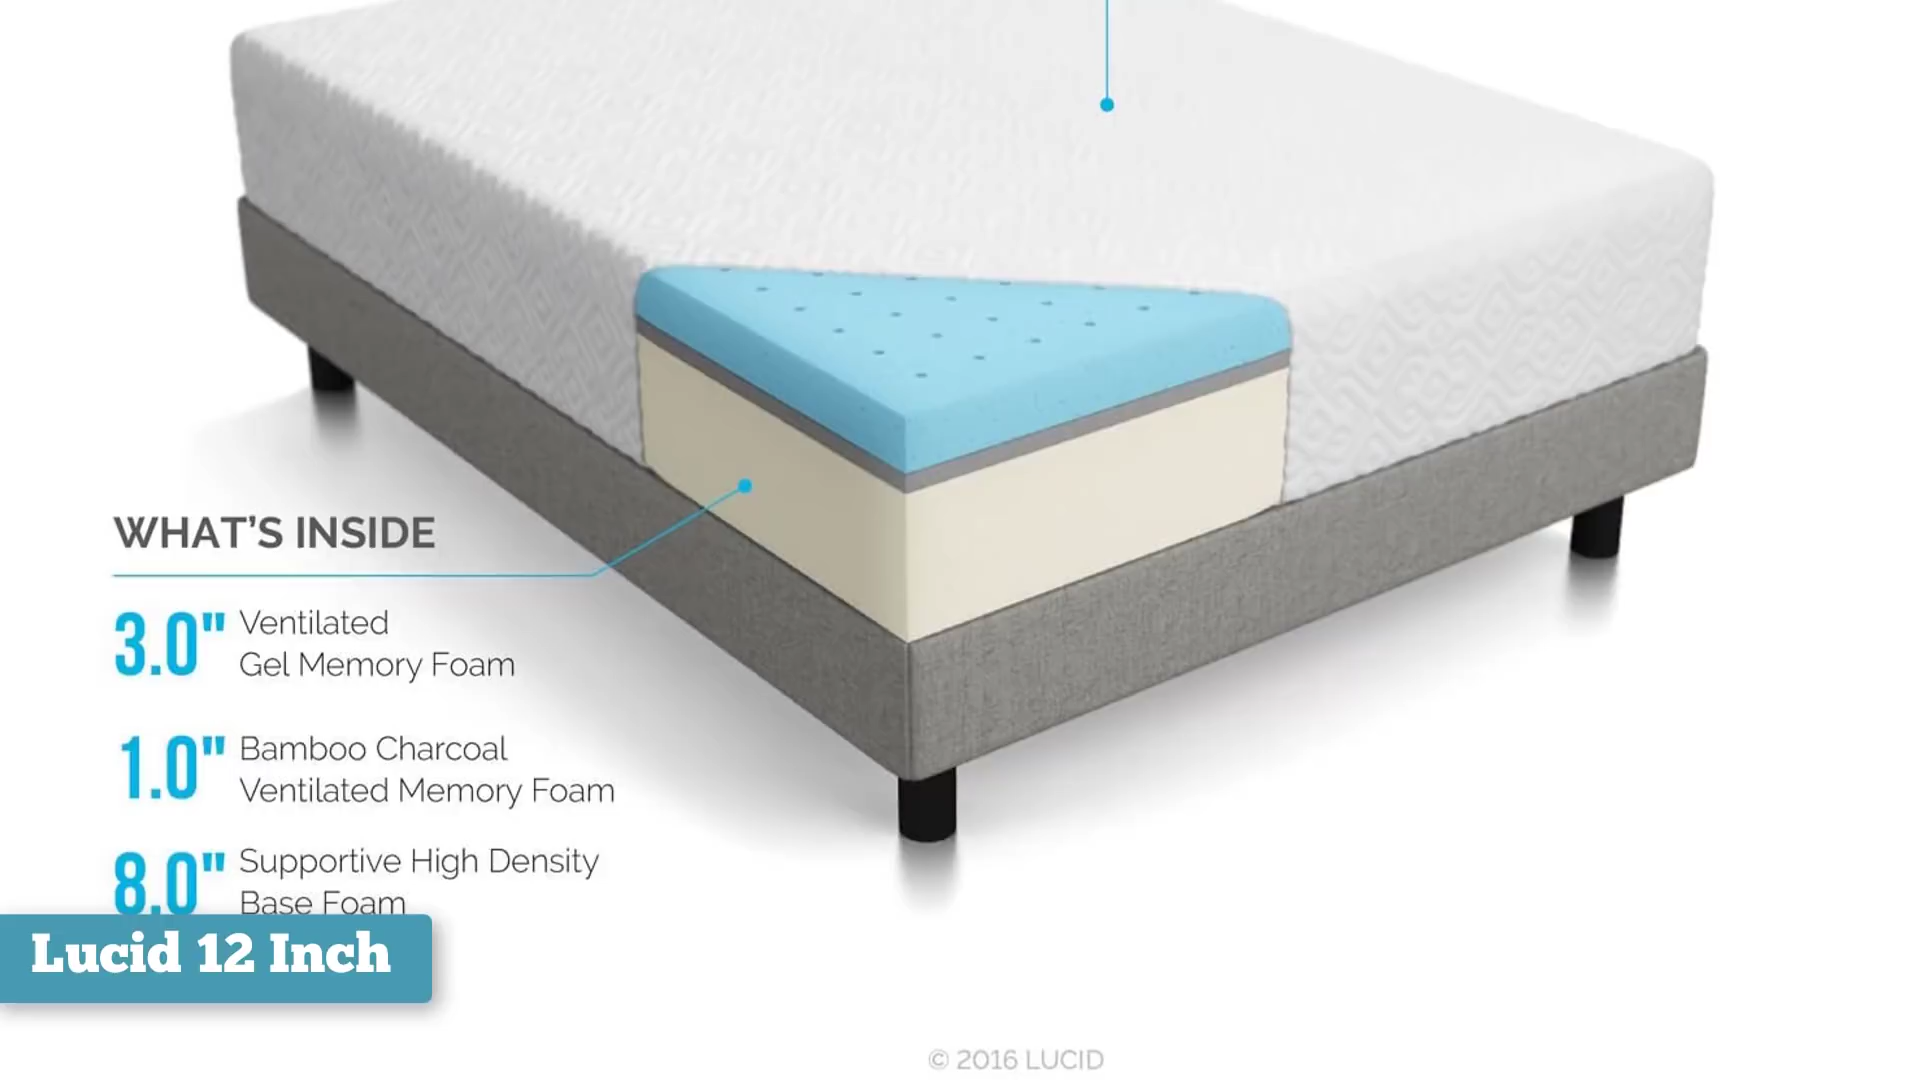 WHAT'S INSIDE
3.0" Ventilated
Gel Memory Foam
1.0" Bamboo Charcoal
Ventilated Memory Foam
8.0" Supportive High Density
Base Foam
Lucid 12 Inch
© 2016 LUCID